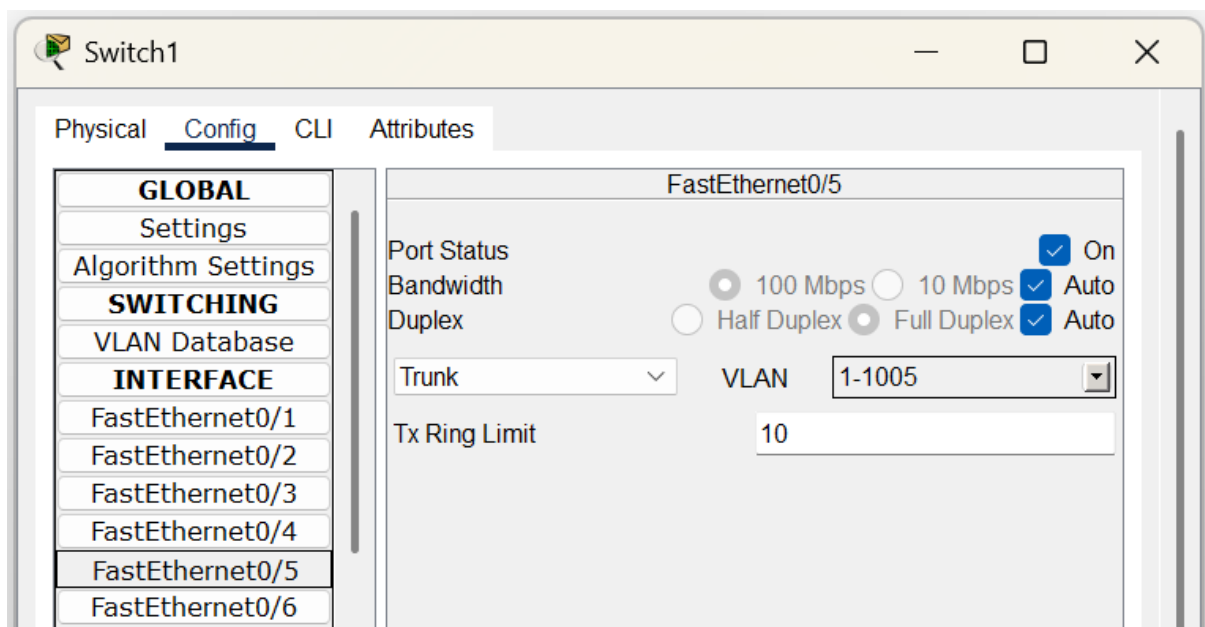 Switch1
Physical Config CLI Attributes
GLOBAL
Settings
Algorithm Settings
SWITCHING
VLAN Database
INTERFACE
FastEthernet0/1
FastEthernet0/2
FastEthernet0/3
FastEthernet0/4
FastEthernet0/5
FastEthernet0/6
FastEthernet0/5
Port Status On
Bandwidth 100 Mbps 10 Mbps Auto
Duplex Half Duplex Full Duplex Auto
Trunk VLAN 1-1005
Tx Ring Limit 10